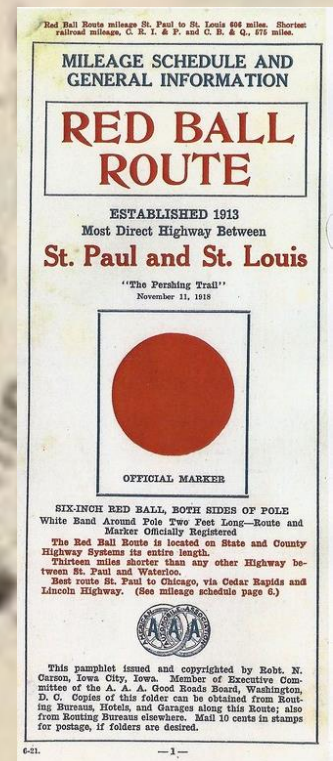 Red Ball Route mileage St. Paul to St. Louis 606 miles. Shortest
railroad mileage, C. R. I. & P. and C. B. & Q., 575 miles.
MILEAGE SCHEDULE AND
GENERAL INFORMATION
RED BALL
ROUTE
ESTABLISHED 1913
Most Direct Highway Between
St. Paul and St. Louis
"The Pershing Trail"
November 11, 1918
OFFICIAL MARKER
SIX-INCH RED BALL, BOTH SIDES OF POLE
White Band Around Pole Two Feet Long—Route and
Marker Officially Registered
The Red Ball Route is located on State and County
Highway Systems its entire length.
Thirteen miles shorter than any other Highway be-
tween St. Paul and Waterloo.
Best route St. Paul to Chicago, via Cedar Rapids and
Lincoln Highway. (See mileage schedule page 6.)
AMERICAN AUTOMOBILE ASSOCIATION
A A A
This pamphlet issued and copyrighted by Robt. N.
Carson, Iowa City, Iowa. Member of Executive Com-
mittee of the A. A. A. Good Roads Board, Washington,
D. C. Copies of this folder can be obtained from Rout-
ing Bureaus, Hotels, and Garages along this Route; also
from Routing Bureaus elsewhere. Mail 10 cents in stamps
for postage, if folders are desired.
6-21.
—1—